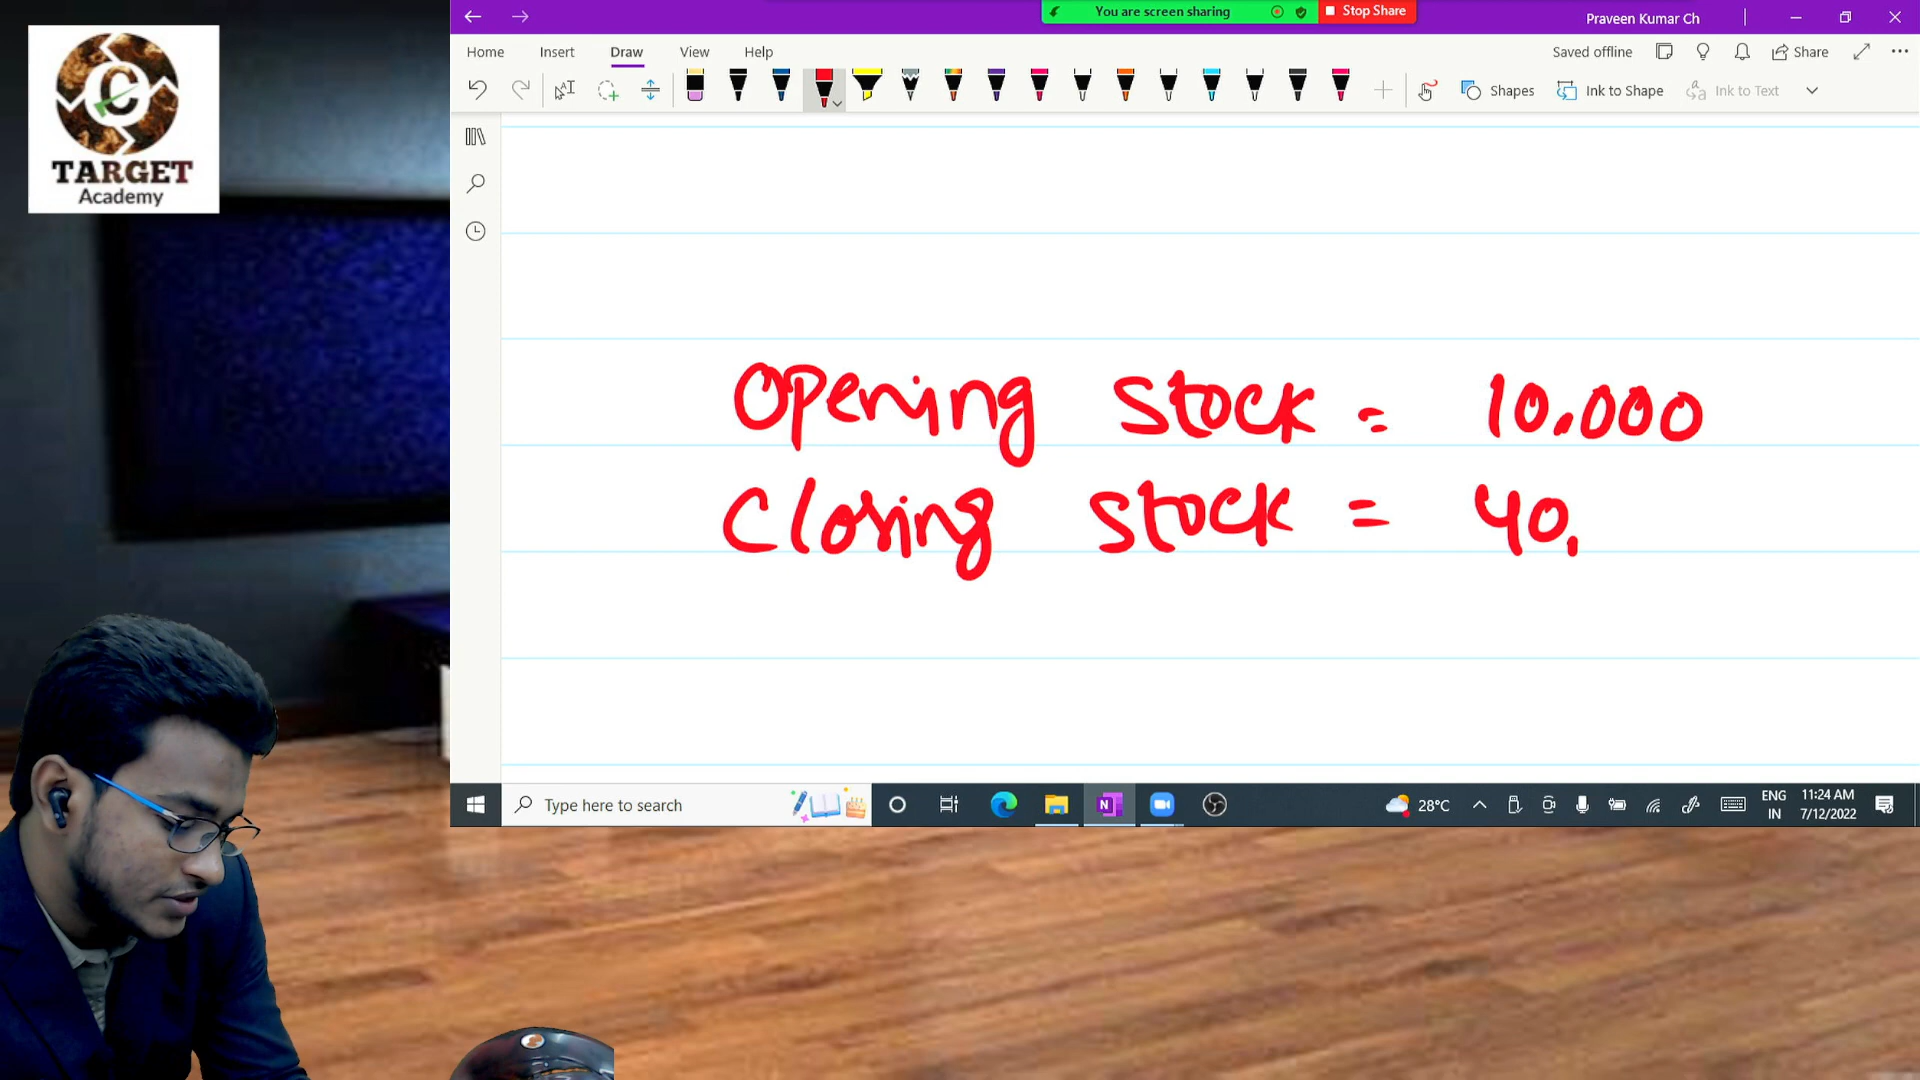 You are screen sharing
Stop Share
Praveen Kumar Ch
Home Insert Draw View Help
Saved offline
Share
Shapes
Ink to Shape
Ink to Text
C
TARGET
Academy
Opening stock = 10.000
Closing stock = 40.
Type here to search
N
28°C
ENG
IN
11:24 AM
7/12/2022